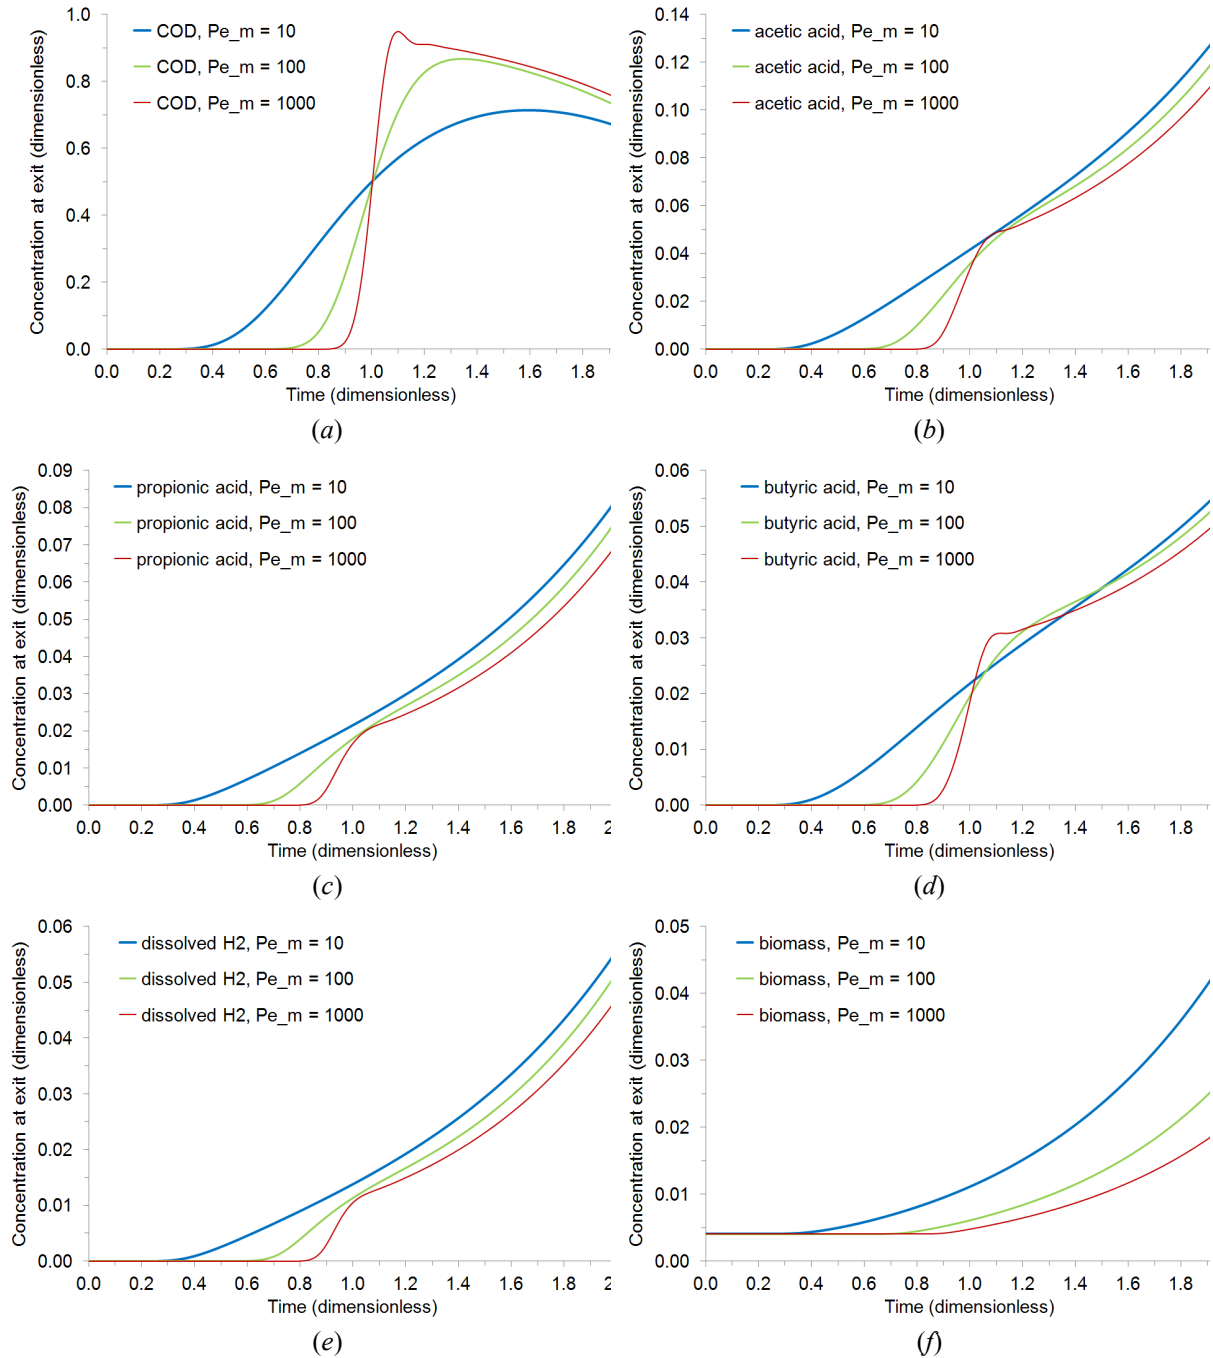 COD, Pe_m = 10
COD, Pe_m = 100
COD, Pe_m = 1000
Concentration at exit (dimensionless)
1.0
0.8
0.6
0.4
0.2
0.0
0.0 0.2 0.4 0.6 0.8 1.0 1.2 1.4 1.6 1.8
Time (dimensionless)
(a)
acetic acid, Pe_m = 10
acetic acid, Pe_m = 100
acetic acid, Pe_m = 1000
Concentration at exit (dimensionless)
0.14
0.12
0.10
0.08
0.06
0.04
0.02
0.00
0.0 0.2 0.4 0.6 0.8 1.0 1.2 1.4 1.6 1.8
Time (dimensionless)
(b)
propionic acid, Pe_m = 10
propionic acid, Pe_m = 100
propionic acid, Pe_m = 1000
Concentration at exit (dimensionless)
0.09
0.08
0.07
0.06
0.05
0.04
0.03
0.02
0.01
0.00
0.0 0.2 0.4 0.6 0.8 1.0 1.2 1.4 1.6 1.8 2
Time (dimensionless)
(c)
butyric acid, Pe_m = 10
butyric acid, Pe_m = 100
butyric acid, Pe_m = 1000
Concentration at exit (dimensionless)
0.06
0.05
0.04
0.03
0.02
0.01
0.00
0.0 0.2 0.4 0.6 0.8 1.0 1.2 1.4 1.6 1.8
Time (dimensionless)
(d)
dissolved H2, Pe_m = 10
dissolved H2, Pe_m = 100
dissolved H2, Pe_m = 1000
Concentration at exit (dimensionless)
0.06
0.05
0.04
0.03
0.02
0.01
0.00
0.0 0.2 0.4 0.6 0.8 1.0 1.2 1.4 1.6 1.8 2
Time (dimensionless)
(e)
biomass, Pe_m = 10
biomass, Pe_m = 100
biomass, Pe_m = 1000
Concentration at exit (dimensionless)
0.05
0.04
0.03
0.02
0.01
0.00
0.0 0.2 0.4 0.6 0.8 1.0 1.2 1.4 1.6 1.8
Time (dimensionless)
(f)